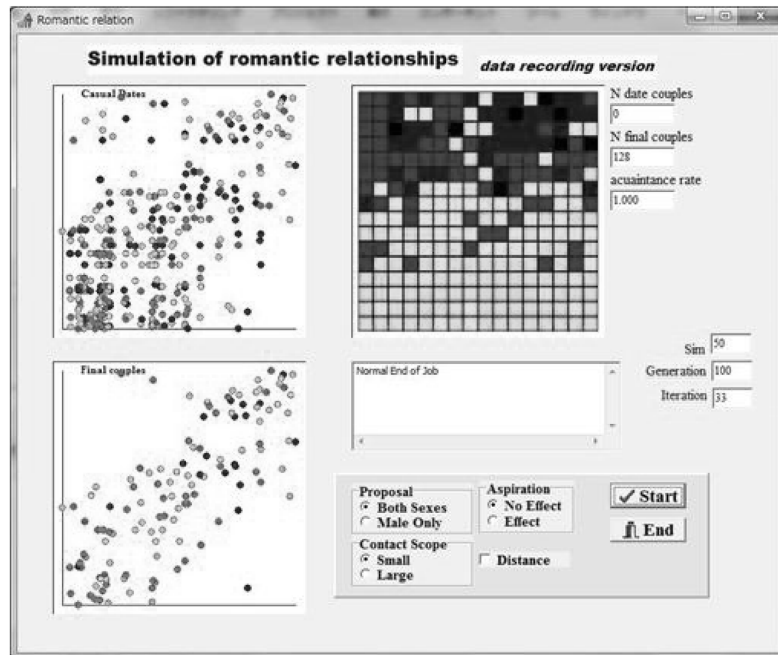 Romantic relation
Simulation of romantic relationships
data recording version
Casual Dates
N date couples
0
N final couples
128
acuaintance rate
1.000
Final couples
Normal End of Job
Sim 50
Generation 100
Iteration 33
Proposal
Both Sexes
Male Only
Aspiration
No Effect
Effect
Contact Scope
Small
Large
Distance
Start
End